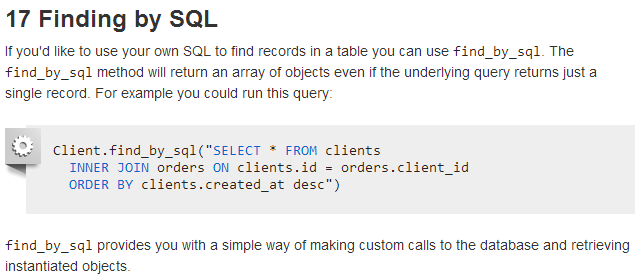 17 Finding by SQL
If you'd like to use your own SQL to find records in a table you can use find_by_sql. The
find_by_sql method will return an array of objects even if the underlying query returns just a
single record. For example you could run this query:
Client.find_by_sql("SELECT * FROM clients
  INNER JOIN orders ON clients.id = orders.client_id
  ORDER BY clients.created_at desc")
find_by_sql provides you with a simple way of making custom calls to the database and retrieving
instantiated objects.